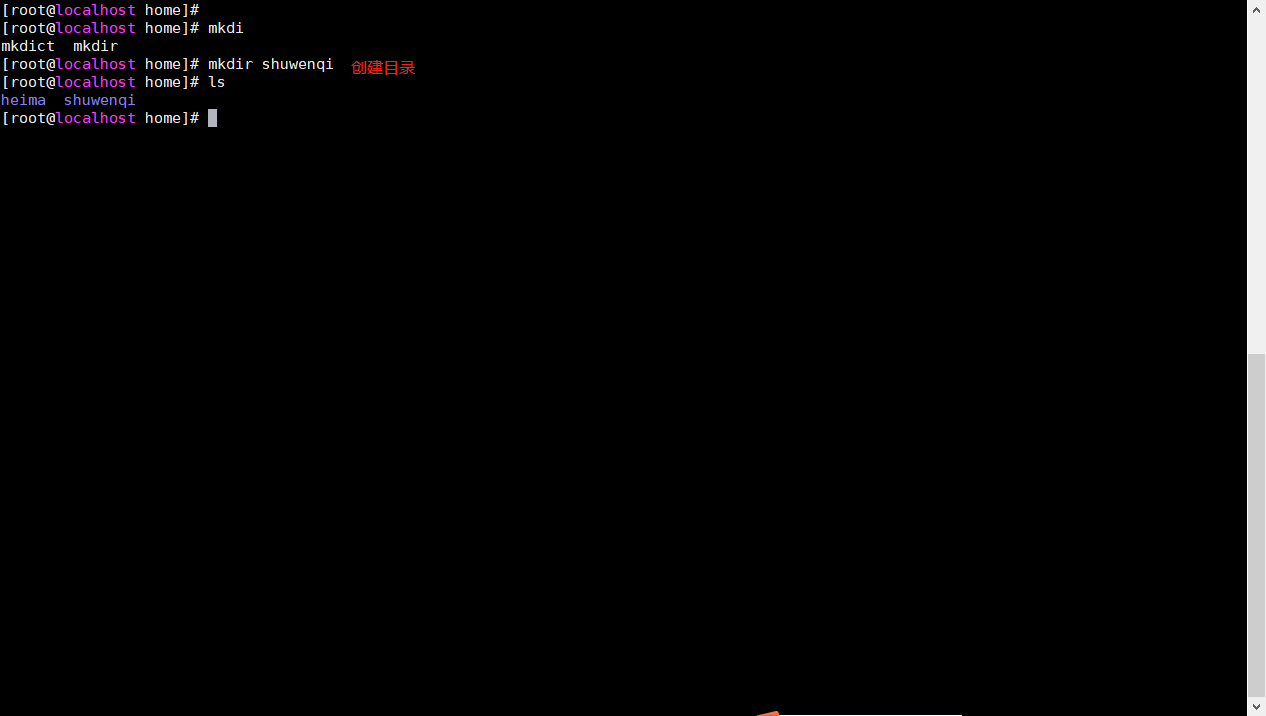 [root@localhost home]#
[root@localhost home]# mkdi
mkdict  mkdir
[root@localhost home]# mkdir shuwenqi 创建目录
[root@localhost home]# ls
heima  shuwenqi
[root@localhost home]#